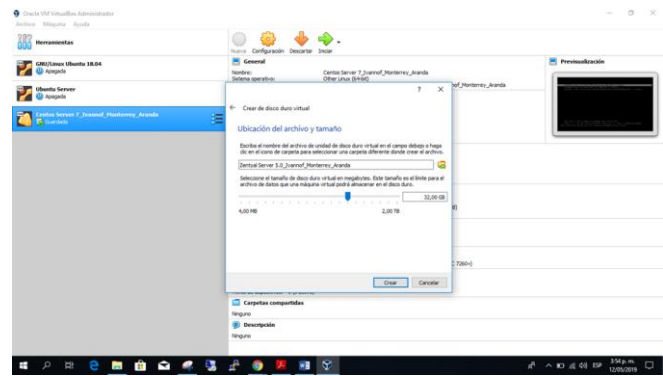 Oracle VM VirtualBox Administrador
Archivo Máquina Ayuda
Herramientas
Nueva Configuración Descartar Iniciar
GNU/Linux Ubuntu 18.04
Apagada
Ubuntu Server
Apagada
Centos Server 7_Ivannof_Monterrey_Aranda
Guardada
General
Nombre: Centos Server 7_Ivannof_Monterrey_Aranda
Sistema operativo: Other Linux (64-bit)
of_Monterrey_Aranda
Previsualización
? ×
← Crear de disco duro virtual
Ubicación del archivo y tamaño
Escriba el nombre del archivo de unidad de disco duro virtual en el campo debajo o haga
clic en el icono de carpeta para seleccionar una carpeta diferente donde crear el archivo.
Zentyal Server 5.0_Ivannof_Monterrey_Aranda
Seleccione el tamaño de disco duro virtual en megabytes. Este tamaño es el límite para el
archivo de datos que una máquina virtual podrá almacenar en el disco duro.
32,00 GB
4,00 MB 2,00 TB
7260»)
Crear Cancelar
Carpetas compartidas
Ninguno
Descripción
Ninguno
ESP
3:54 p. m.
12/05/2019